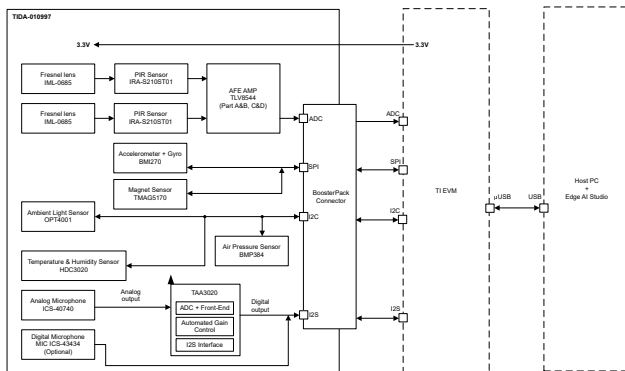 TIDA-010997
3.3V
3.3V
Fresnel lens
IML-0685
PIR Sensor
IRA-S210ST01
AFE AMP
TLV8544
(Part A&B, C&D)
Fresnel lens
IML-0685
PIR Sensor
IRA-S210ST01
ADC
ADC
Accelerometer + Gyro
BMI270
SPI
SPI
Magnet Sensor
TMAG5170
BoosterPack
Connector
TI EVM
Host PC
+
Edge AI Studio
µUSB
USB
Ambient Light Sensor
OPT4001
I2C
I2C
Air Pressure Sensor
BMP384
Temperature & Humidity Sensor
HDC3020
Analog Microphone
ICS-40740
Analog
output
TAA3020
ADC + Front-End
Automated Gain
Control
I2S Interface
Digital
output
I2S
I2S
Digital Microphone
MIC ICS-43434
(Optional)